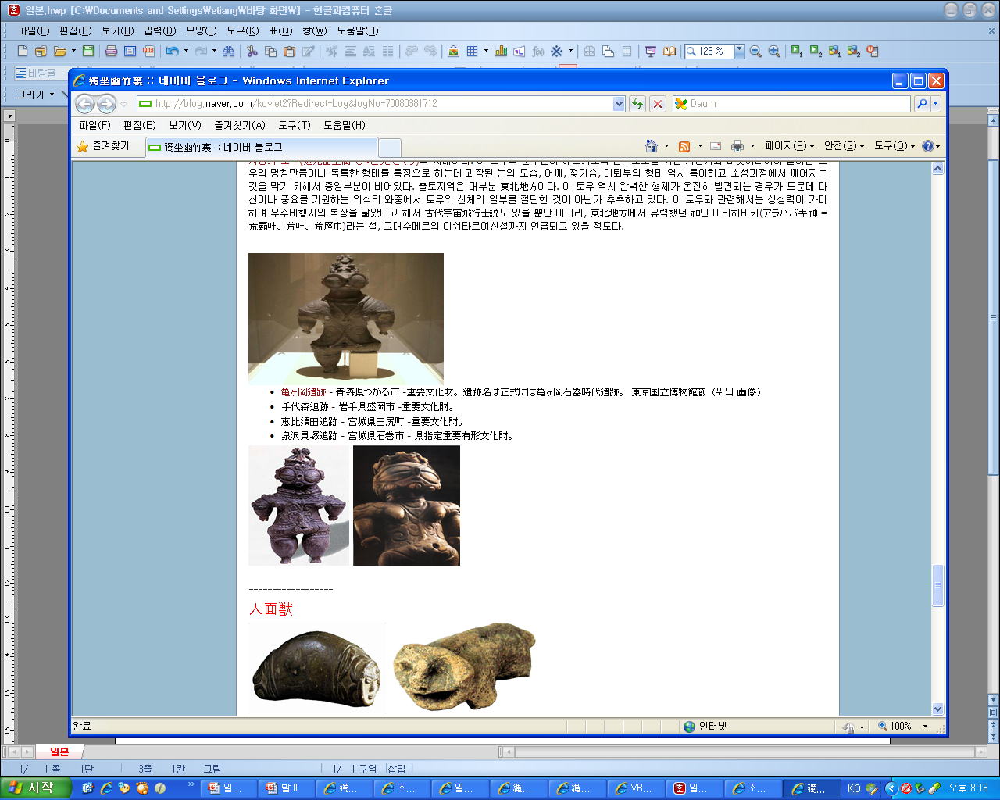 일본.hwp [C:\Documents and Settings\etiang\바탕 화면\] - 한글과컴퓨터 한글
파일(F) 편집(E) 보기(U) 입력(D) 모양(J) 도구(K) 표(Q) 창(W) 도움말(H)
125 %
바탕글
그리기
獨坐幽竹裏 :: 네이버 블로그 - Windows Internet Explorer
http://blog.naver.com/koviet2?Redirect=Log&logNo=70080381712
Daum
파일(F) 편집(E) 보기(V) 즐겨찾기(A) 도구(T) 도움말(H)
즐겨찾기
獨坐幽竹裏 :: 네이버 블로그
페이지(P) 안전(S) 도구(O)
우의 명칭만큼이나 독특한 형태를 특징으로 하는데 과장된 눈의 모습, 어깨, 젖가슴, 대퇴부의 형태 역시 특이하고 소성과정에서 깨어지는
것을 막기 위해서 중앙부분이 비어있다. 출토지역은 대부분 東北地方이다. 이 토우 역시 완벽한 형체가 온전히 발견되는 경우가 드문데 다
산이나 풍요를 기원하는 의식의 와중에서 토우의 신체의 일부를 절단한 것이 아닌가 추측하고 있다. 이 토우와 관련해서는 상상력이 가미
하며 우주비행사의 복장을 닮았다고 해서 古代宇宙飛行士説도 있을 뿐만 아니라, 東北地方에서 유력했던 神인 아라하바키(アラハバキ神 =
荒覇吐、荒吐、荒脛巾)라는 설, 고대수메르의 이쉬타르여신설까지 언급되고 있을 정도다.
• 亀ヶ岡遺跡 - 青森県つがる市 -重要文化財。遺跡名は正式には亀ヶ岡石器時代遺跡。 東京国立博物館蔵（위의 画像）
• 手代森遺跡 - 岩手県盛岡市 -重要文化財。
• 恵比須田遺跡 - 宮城県田尻町 -重要文化財。
• 泉沢貝塚遺跡 - 宮城県石巻市 - 県指定重要有形文化財。
==================
人面獣
완료
인터넷
100%
일본
1/ 1 쪽 1단 3줄 1칸 그림 1/ 1 구역 삽입
시작
일... 발표 獨... 조... 일... 縄... 縄... VR... 일... 조... 獨...
KO
오후 8:18